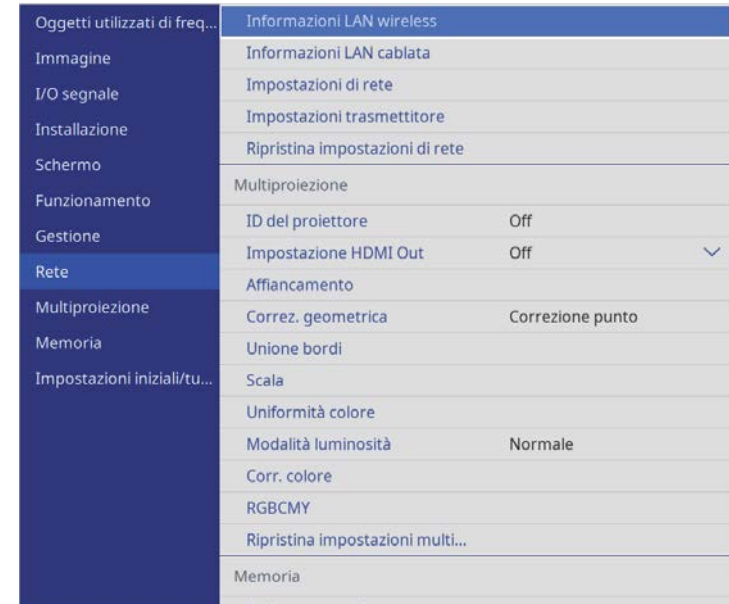 Oggetti utilizzati di freq...
Immagine
I/O segnale
Installazione
Schermo
Funzionamento
Gestione
Rete
Multiproiezione
Memoria
Impostazioni iniziali/tu...
Informazioni LAN wireless
Informazioni LAN cablata
Impostazioni di rete
Impostazioni trasmettitore
Ripristina impostazioni di rete
Multiproiezione
ID del proiettore Off
Impostazione HDMI Out Off
Affiancamento
Correz. geometrica Correzione punto
Unione bordi
Scala
Uniformità colore
Modalità luminosità Normale
Corr. colore
RGBCMY
Ripristina impostazioni multi...
Memoria